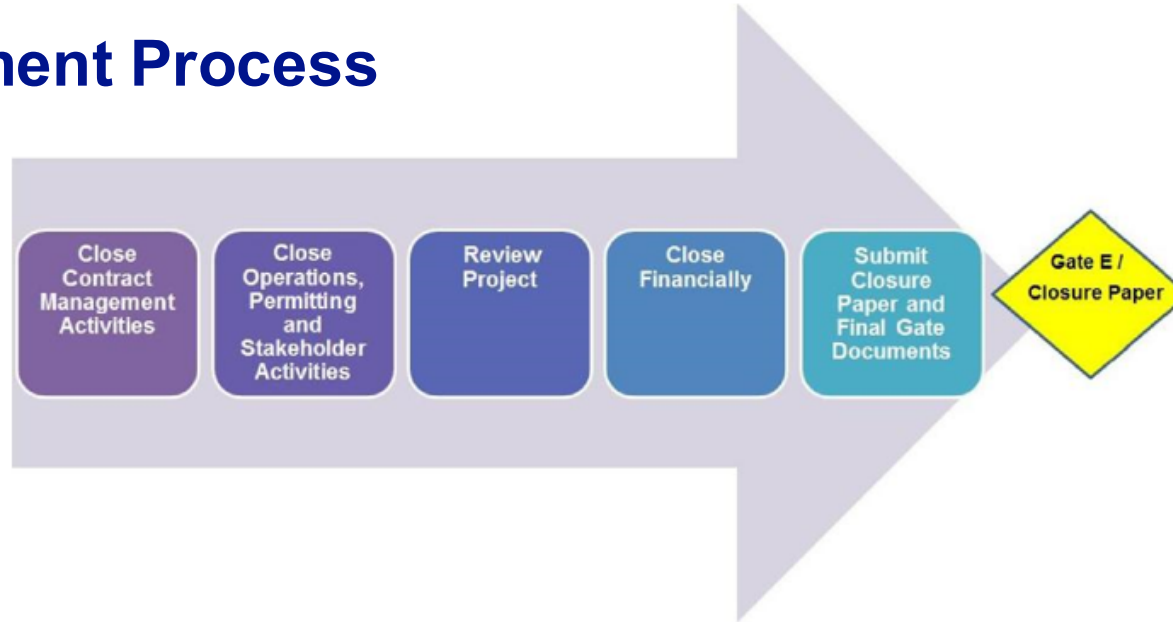 ment Process
Close
Contract
Management
Activities
Close
Operations,
Permitting
and
Stakeholder
Activities
Review
Project
Close
Financially
Submit
Closure
Paper and
Final Gate
Documents
Gate E /
Closure Paper